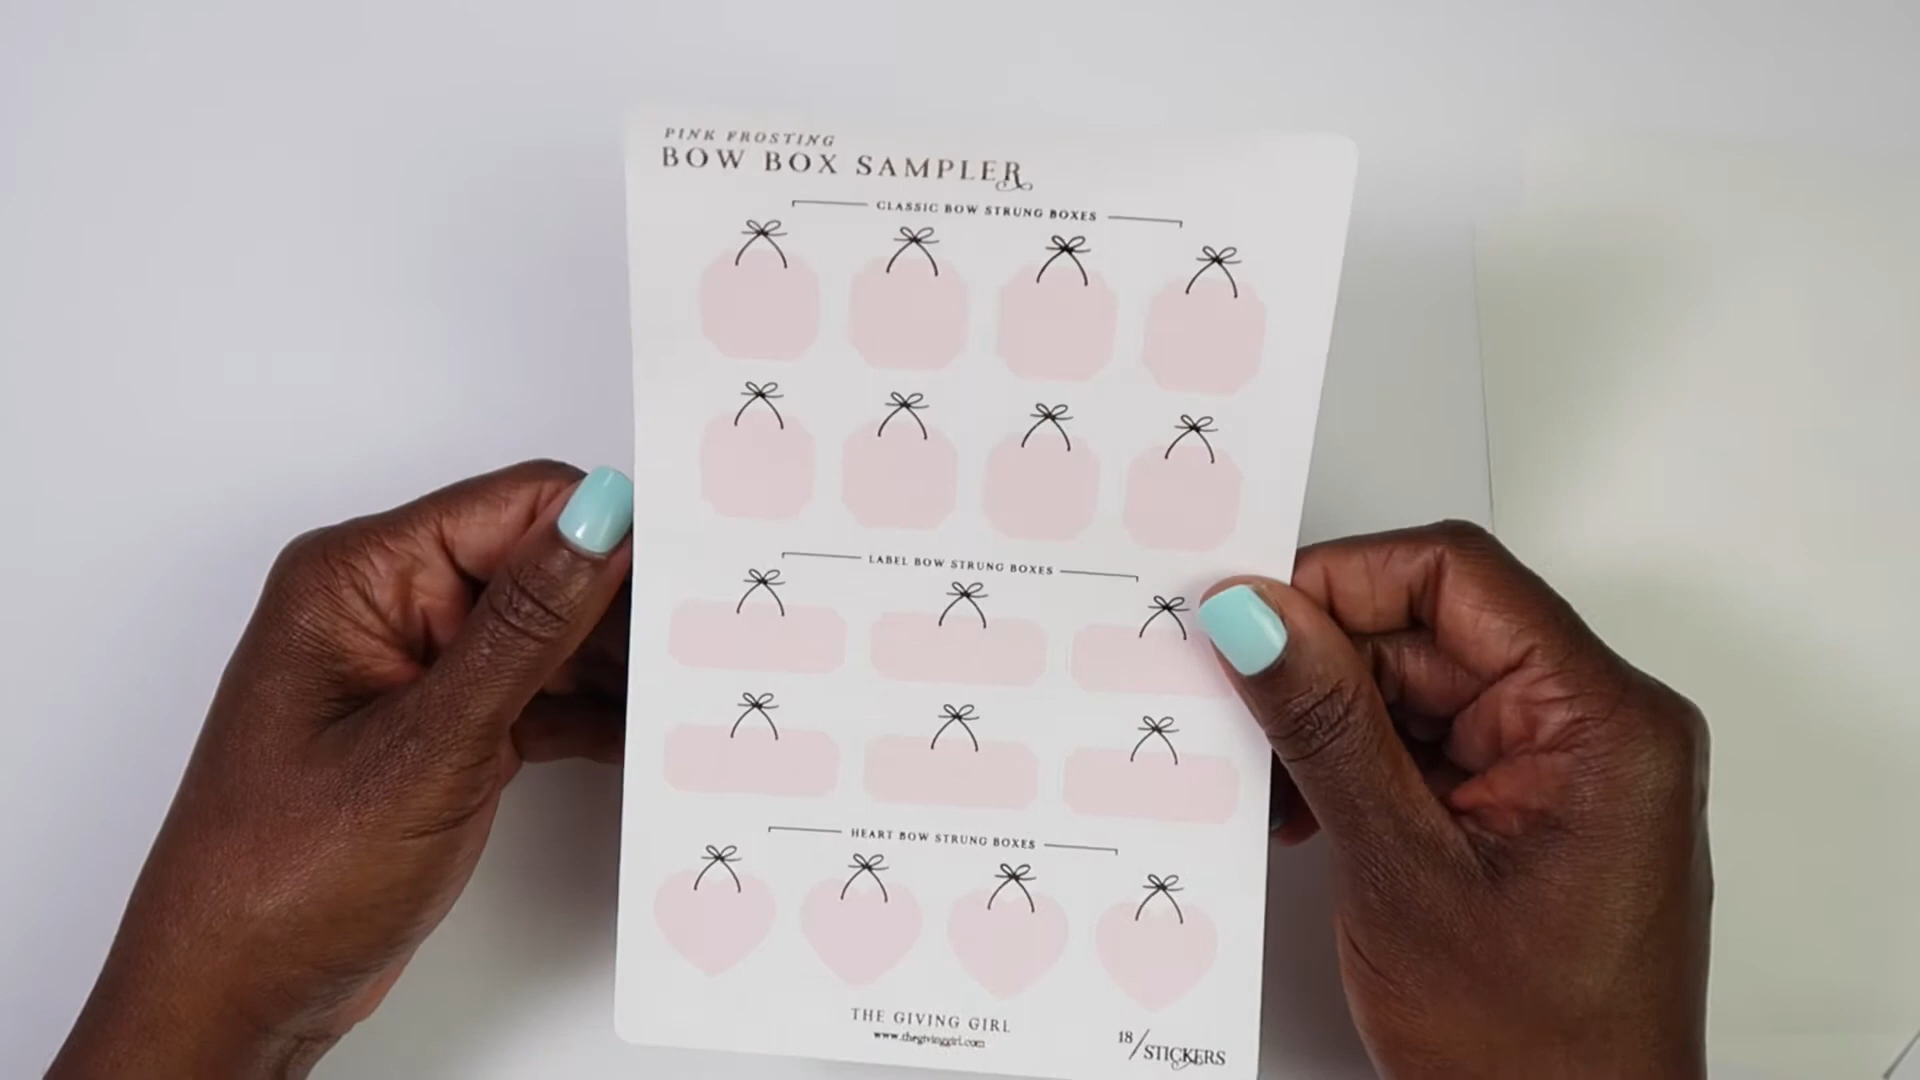 PINK FROSTING
BOW BOX SAMPLER
CLASSIC BOW STRUNG BOXES
LABEL BOW STRUNG BOXES
HEART BOW STRUNG BOXES
THE GIVING GIRL
www.thegivinggirl.com
18/STICKERS